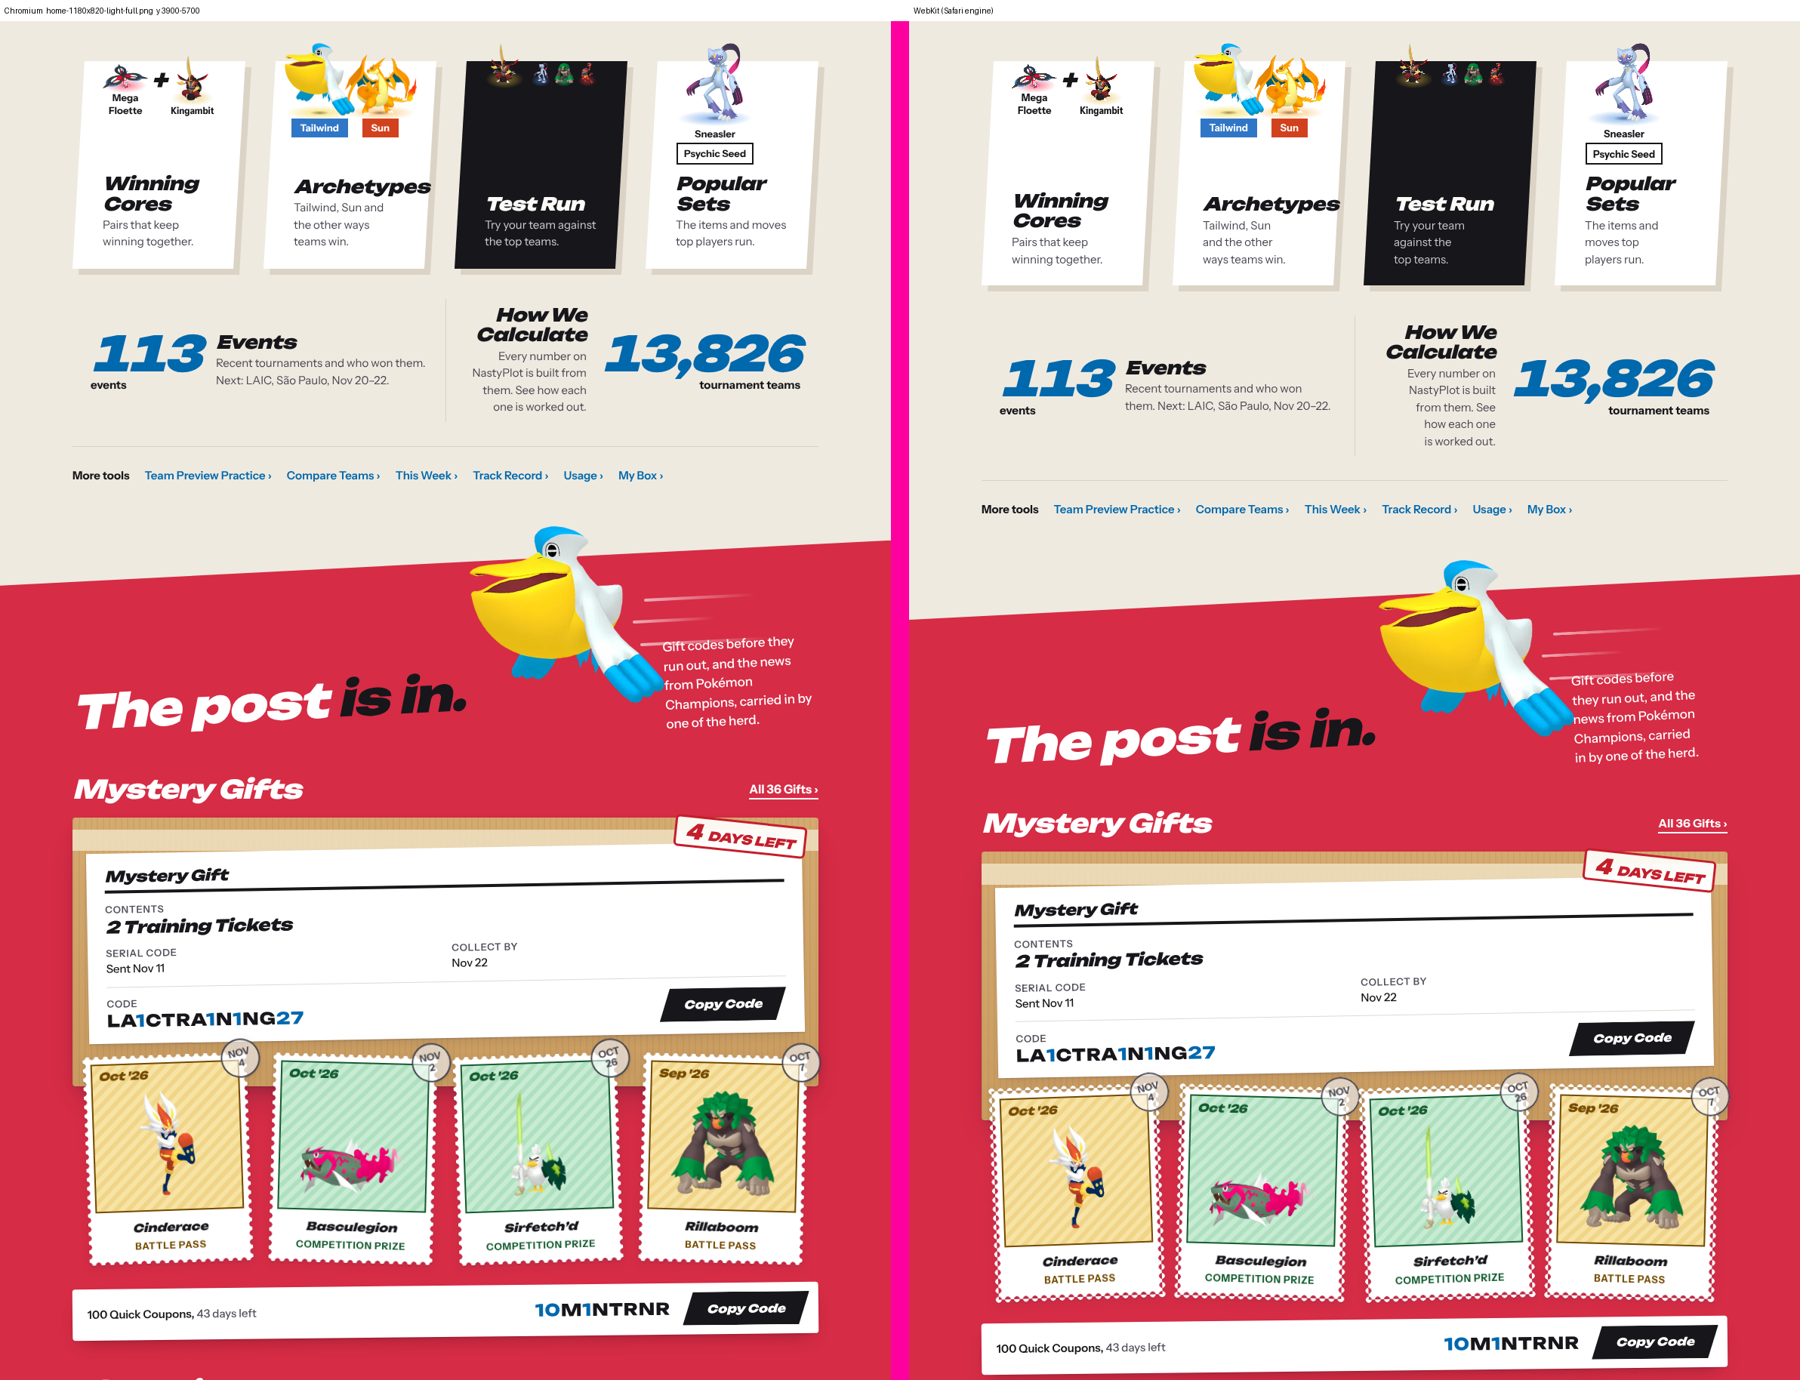 Chromium home-1180x820-light-full.png y3900-5700
Mega
Floette
Kingambit
Winning
Cores
Pairs that keep
winning together.
Tailwind
Sun
Archetypes
Tailwind, Sun and
the other ways
teams win.
Test Run
Try your team against
the top teams.
Sneasler
Psychic Seed
Popular
Sets
The items and moves
top players run.
113
events
Events
Recent tournaments and who won them.
Next: LAIC, São Paulo, Nov 20–22.
How We
Calculate
Every number on
NastyPlot is built from
them. See how each
one is worked out.
13,826
tournament teams
More tools
Team Preview Practice ›
Compare Teams ›
This Week ›
Track Record ›
Usage ›
My Box ›
The post is in.
Gift codes before they
run out, and the news
from Pokémon
Champions, carried in by
one of the herd.
Mystery Gifts
All 36 Gifts ›
4 DAYS LEFT
Mystery Gift
CONTENTS
2 Training Tickets
SERIAL CODE
Sent Nov 11
COLLECT BY
Nov 22
CODE
LA1CTRA1N1NG27
Copy Code
Oct '26
NOV
4
Cinderace
BATTLE PASS
Oct '26
NOV
2
Basculegion
COMPETITION PRIZE
Oct '26
OCT
26
Sirfetch'd
COMPETITION PRIZE
Sep '26
OCT
7
Rillaboom
BATTLE PASS
100 Quick Coupons, 43 days left
10M1NTRNR
Copy Code
WebKit (Safari engine)
Mega
Floette
Kingambit
Winning
Cores
Pairs that keep
winning together.
Tailwind
Sun
Archetypes
Tailwind, Sun
and the other
ways teams win.
Test Run
Try your team
against the
top teams.
Sneasler
Psychic Seed
Popular
Sets
The items and
moves top
players run.
113
events
Events
Recent tournaments and who won
them. Next: LAIC, São Paulo, Nov 20–22.
How We
Calculate
Every number on
NastyPlot is built
from them. See
how each one
is worked out.
13,826
tournament teams
More tools
Team Preview Practice ›
Compare Teams ›
This Week ›
Track Record ›
Usage ›
My Box ›
The post is in.
Gift codes before
they run out, and the
news from Pokémon
Champions, carried
in by one of the herd.
Mystery Gifts
All 36 Gifts ›
4 DAYS LEFT
Mystery Gift
CONTENTS
2 Training Tickets
SERIAL CODE
Sent Nov 11
COLLECT BY
Nov 22
CODE
LA1CTRA1N1NG27
Copy Code
Oct '26
NOV
4
Cinderace
BATTLE PASS
Oct '26
NOV
2
Basculegion
COMPETITION PRIZE
Oct '26
OCT
26
Sirfetch'd
COMPETITION PRIZE
Sep '26
OCT
7
Rillaboom
BATTLE PASS
100 Quick Coupons, 43 days left
10M1NTRNR
Copy Code